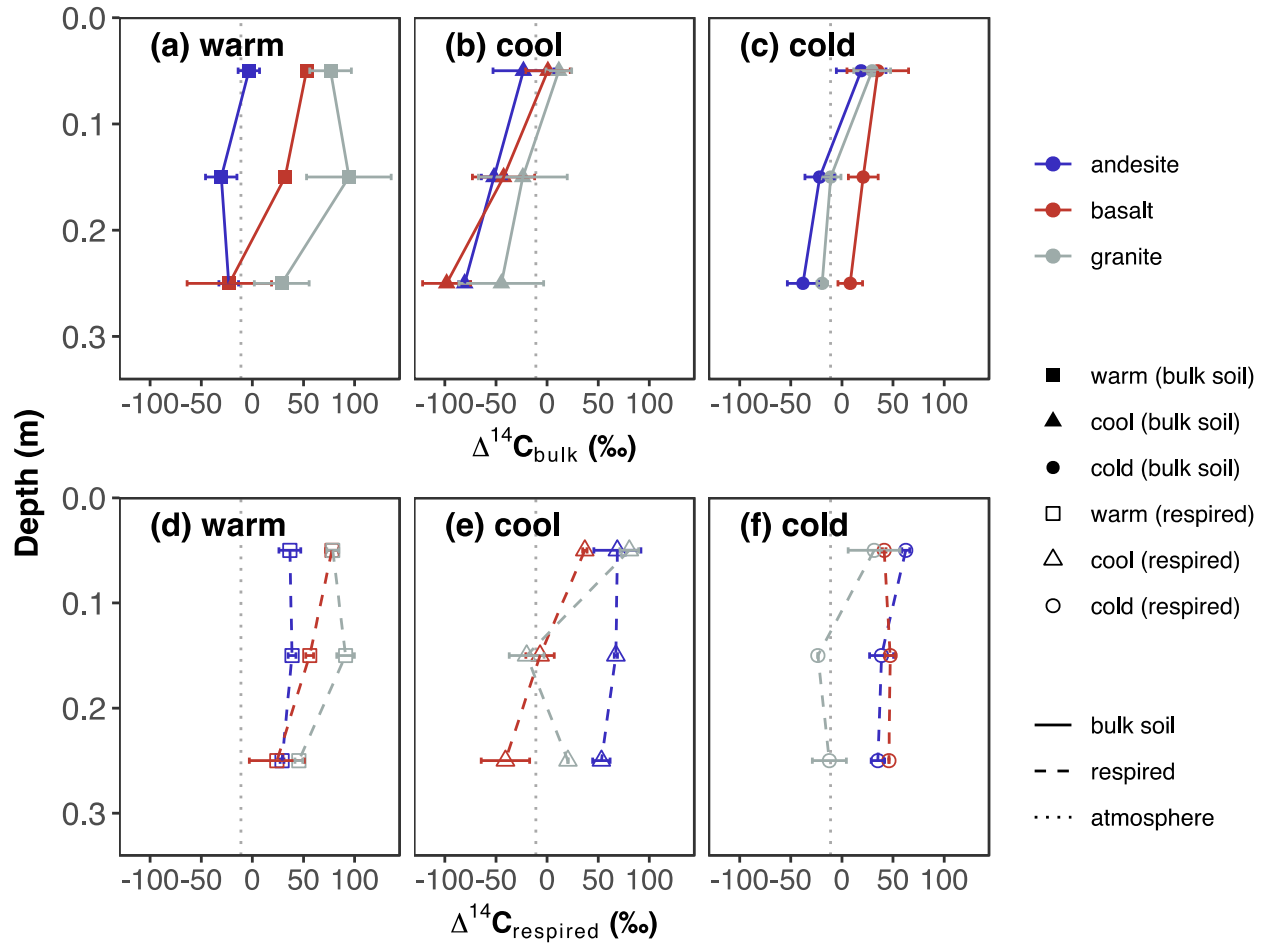 (a) warm
(b) cool
(c) cold
0.0
0.1
0.2
0.3
-100 -50 0 50 100
-100 -50 0 50 100
-100 -50 0 50 100
Δ¹⁴C_bulk (‰)
Depth (m)
(d) warm
(e) cool
(f) cold
0.0
0.1
0.2
0.3
-100 -50 0 50 100
-100 -50 0 50 100
-100 -50 0 50 100
Δ¹⁴C_respired (‰)
andesite
basalt
granite
warm (bulk soil)
cool (bulk soil)
cold (bulk soil)
warm (respired)
cool (respired)
cold (respired)
bulk soil
respired
atmosphere